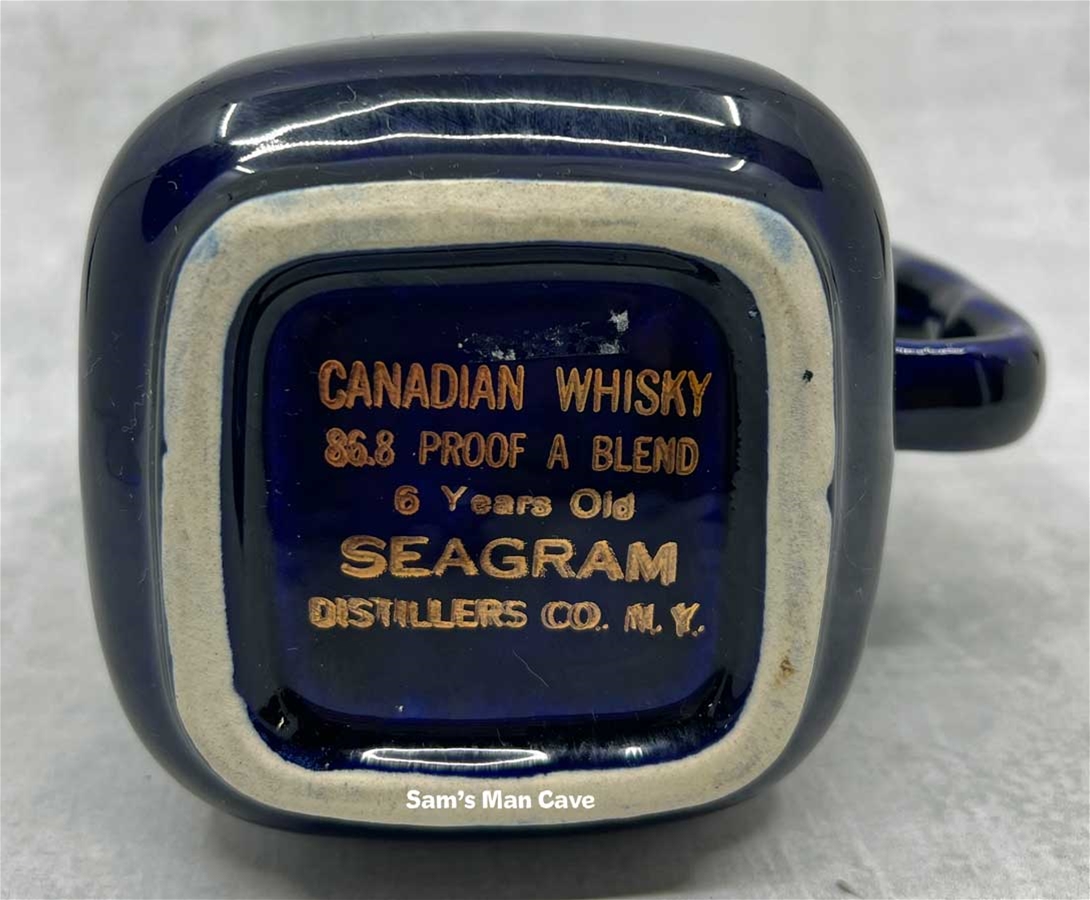 CANADIAN WHISKY
86.8 PROOF A BLEND
6 Years Old
SEAGRAM
DISTILLERS CO. N.Y.
Sam's Man Cave